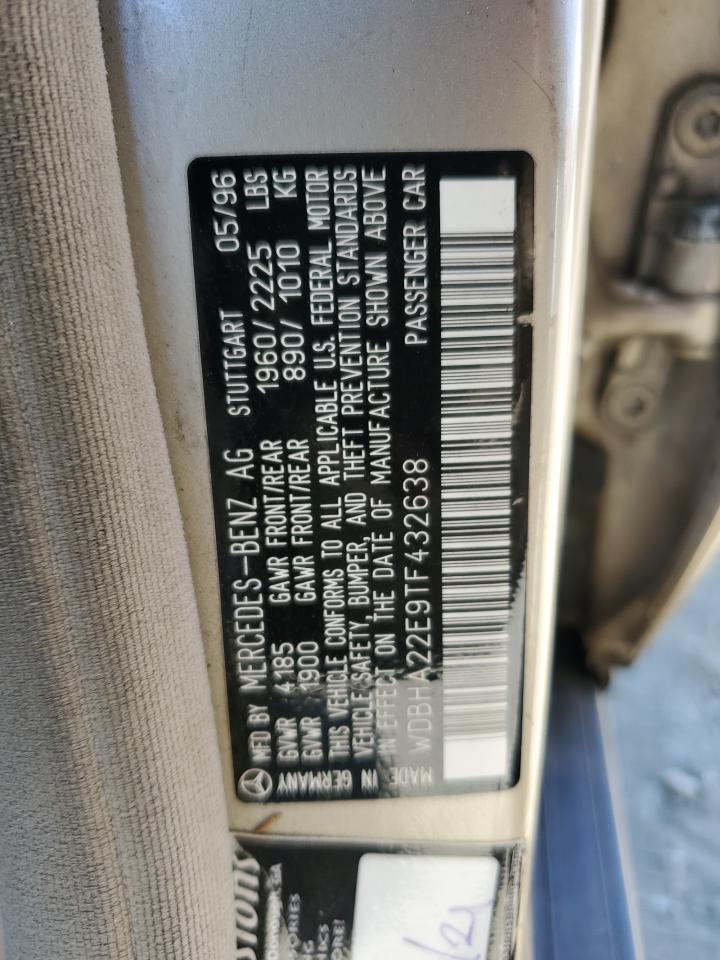 MFD BY MERCEDES-BENZ AG STUTTGART 05/96
GVWR 4185 GAWR FRONT/REAR 1960/2225 LBS
GVWR 1900 GAWR FRONT/REAR 890/1010 KG
THIS VEHICLE CONFORMS TO ALL APPLICABLE U.S. FEDERAL MOTOR
VEHICLE SAFETY, BUMPER, AND THEFT PREVENTION STANDARDS
IN EFFECT ON THE DATE OF MANUFACTURE SHOWN ABOVE
WDBHA22E9TF432638 PASSENGER CAR
MADE IN GERMANY